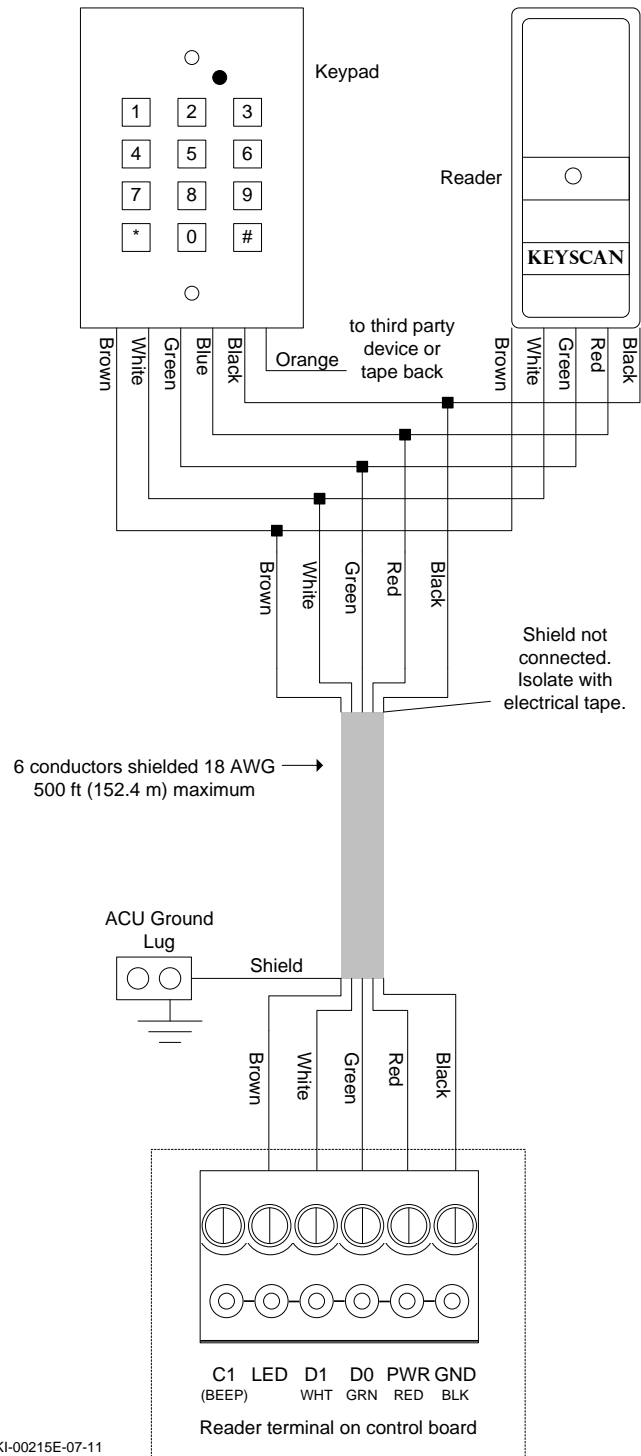 Keypad
1 2 3
4 5 6
7 8 9
* 0 #
Reader
KEYSCAN
Brown
White
Green
Blue
Black
Orange
to third party
device or
tape back
Brown
White
Green
Red
Black
Brown
White
Green
Red
Black
Shield not
connected.
Isolate with
electrical tape.
6 conductors shielded 18 AWG
500 ft (152.4 m) maximum
ACU Ground
Lug
Shield
Brown
White
Green
Red
Black
C1 LED D1 D0 PWR GND
(BEEP) WHT GRN RED BLK
Reader terminal on control board
KI-00215E-07-11